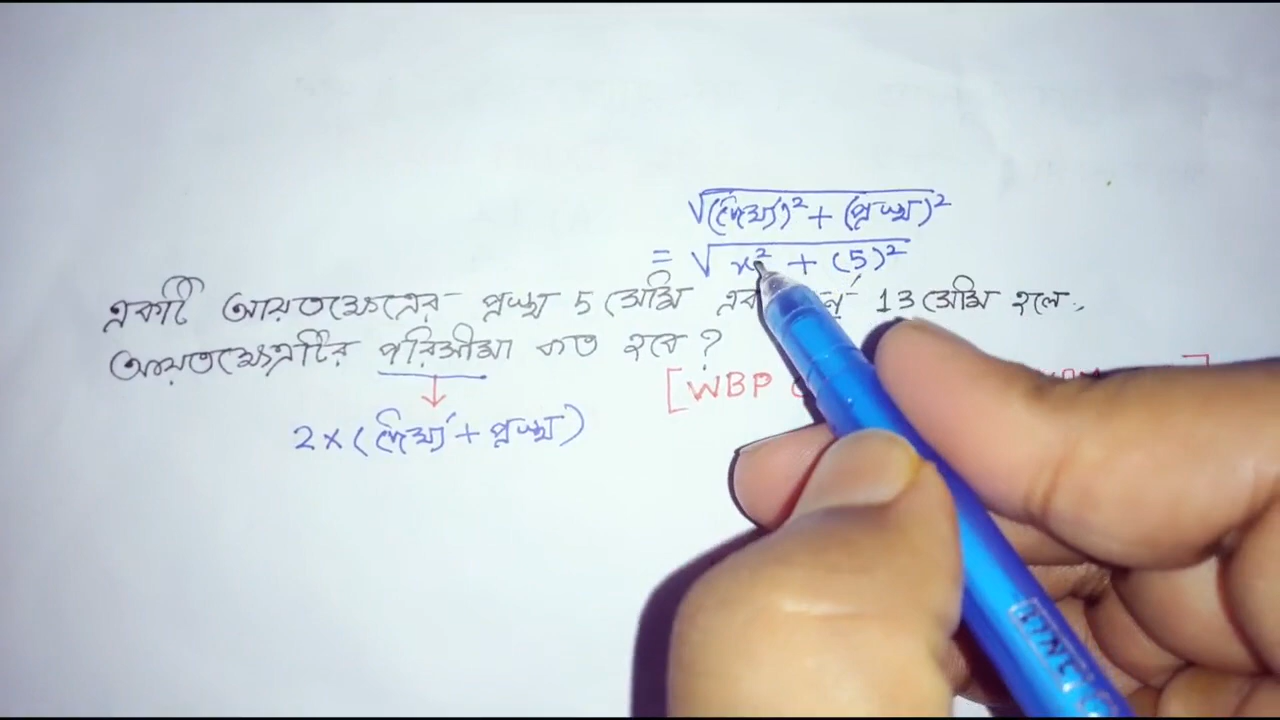 √(দৈর্ঘ্য)² + (প্রস্থ)²
= √x² + (5)²
একটি আয়তক্ষেত্রের প্রস্থ 5 সেমি 13 সেমি হলে,
আয়তক্ষেত্রটির পরিসীমা কত হবে ?
[WBP
2 × (দৈর্ঘ্য + প্রস্থ)